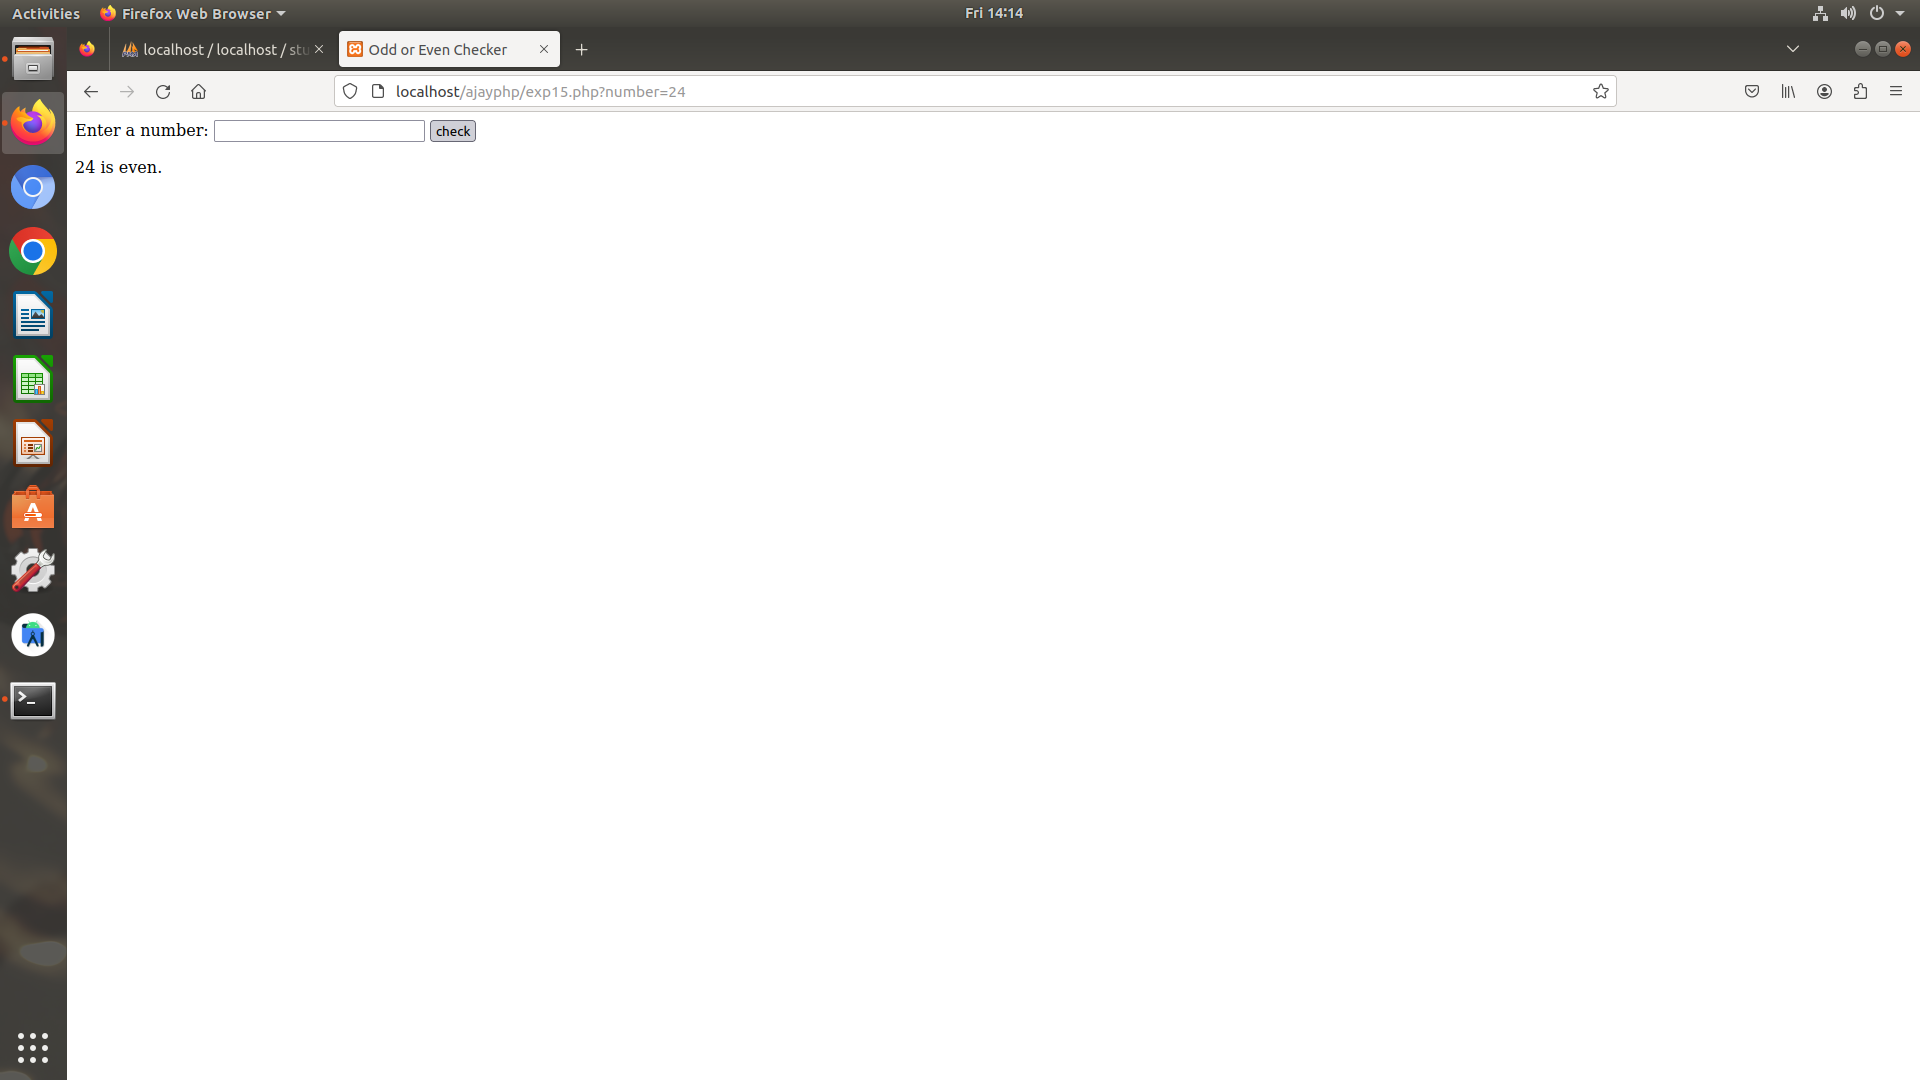 Activities Firefox Web Browser Fri 14:14
localhost / localhost / stu Odd or Even Checker
localhost/ajayphp/exp15.php?number=24
Enter a number: check
24 is even.